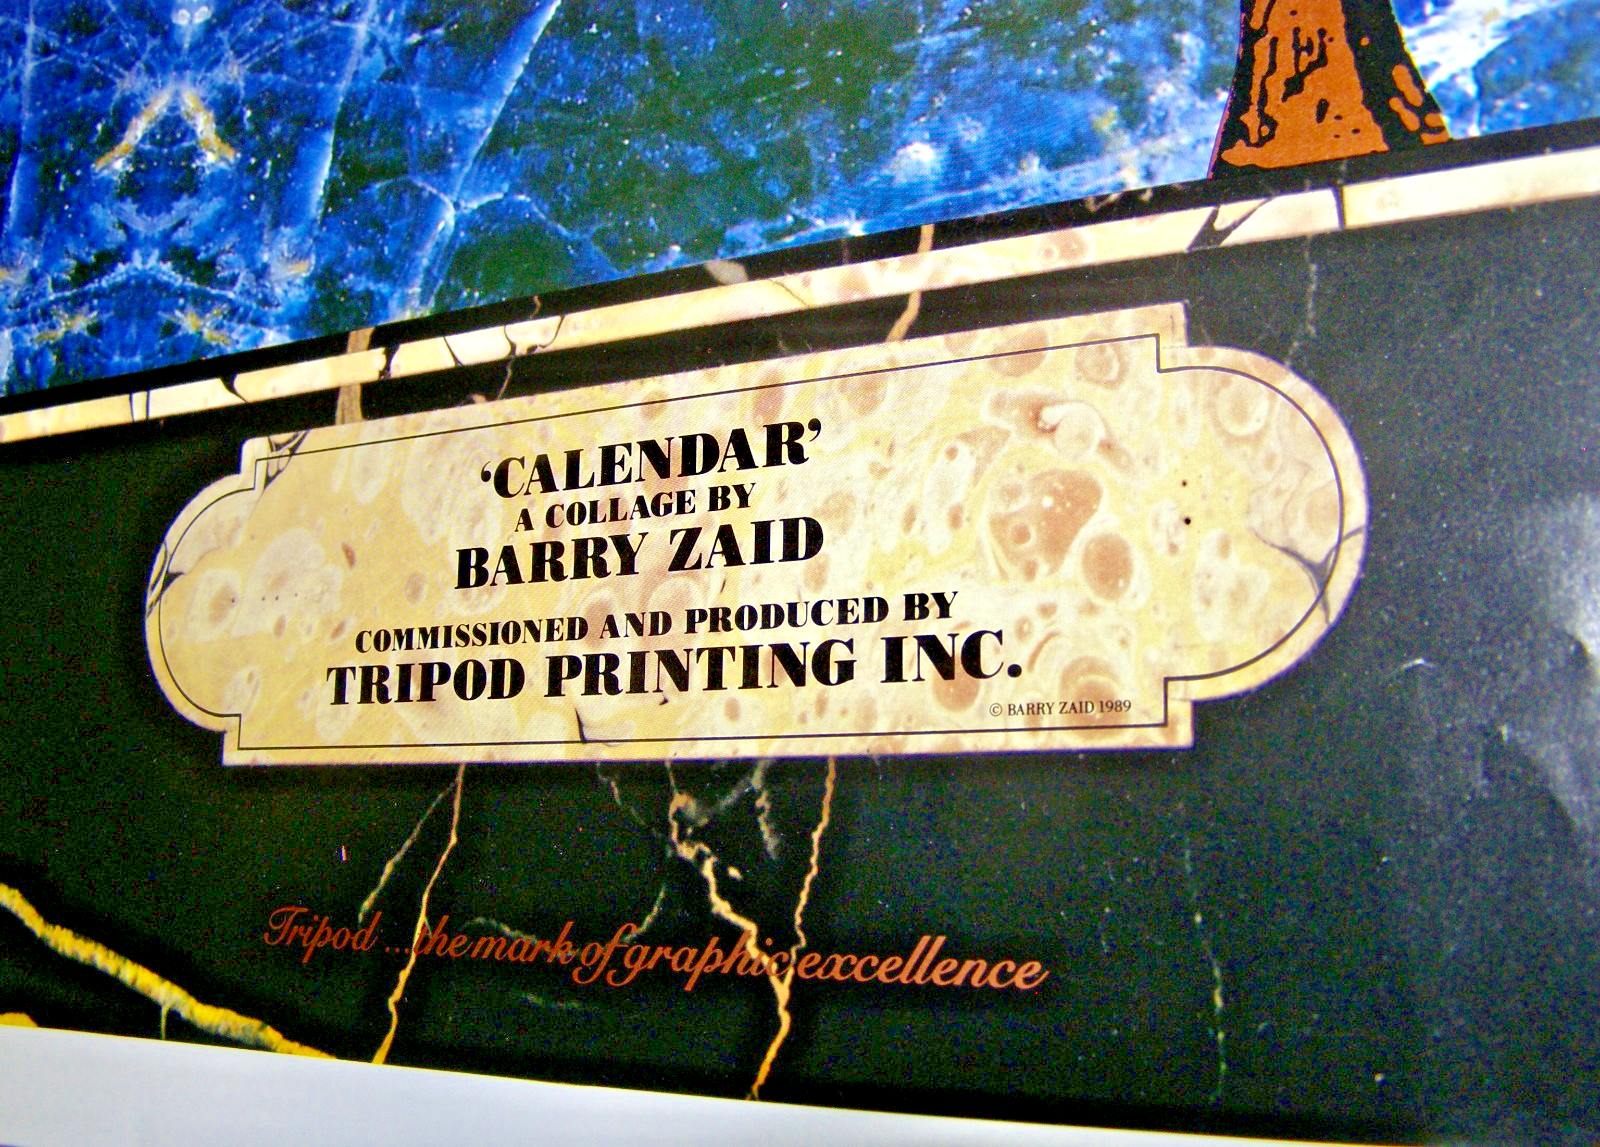 ‘CALENDAR’
A COLLAGE BY
BARRY ZAID
COMMISSIONED AND PRODUCED BY
TRIPOD PRINTING INC.
© BARRY ZAID 1989
Tripod ... the mark of graphic excellence